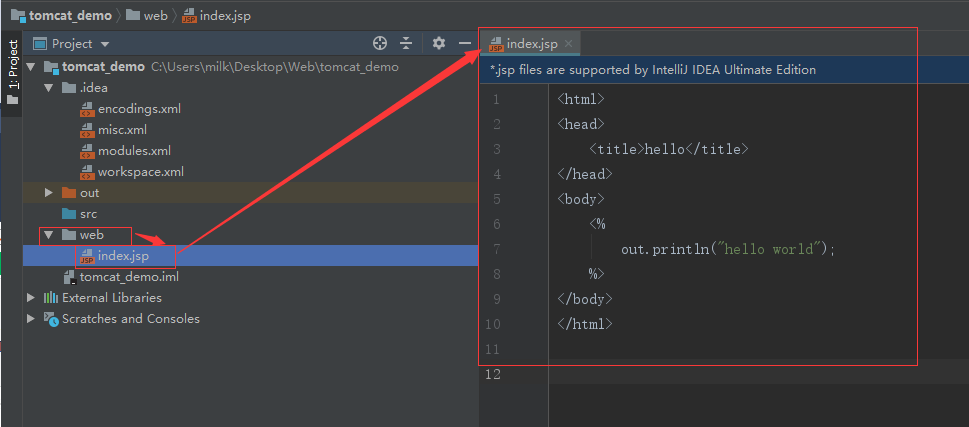 tomcat_demo web index.jsp
1: Project
Project
tomcat_demo C:\Users\milk\Desktop\Web\tomcat_demo
.idea
encodings.xml
misc.xml
modules.xml
workspace.xml
out
src
web
JSP index.jsp
tomcat_demo.iml
External Libraries
Scratches and Consoles
index.jsp
*.jsp files are supported by IntelliJ IDEA Ultimate Edition
1 <html>
2 <head>
3 <title>hello</title>
4 </head>
5 <body>
6 <%
7 out.println("hello world");
8 %>
9 </body>
10 </html>
11
12